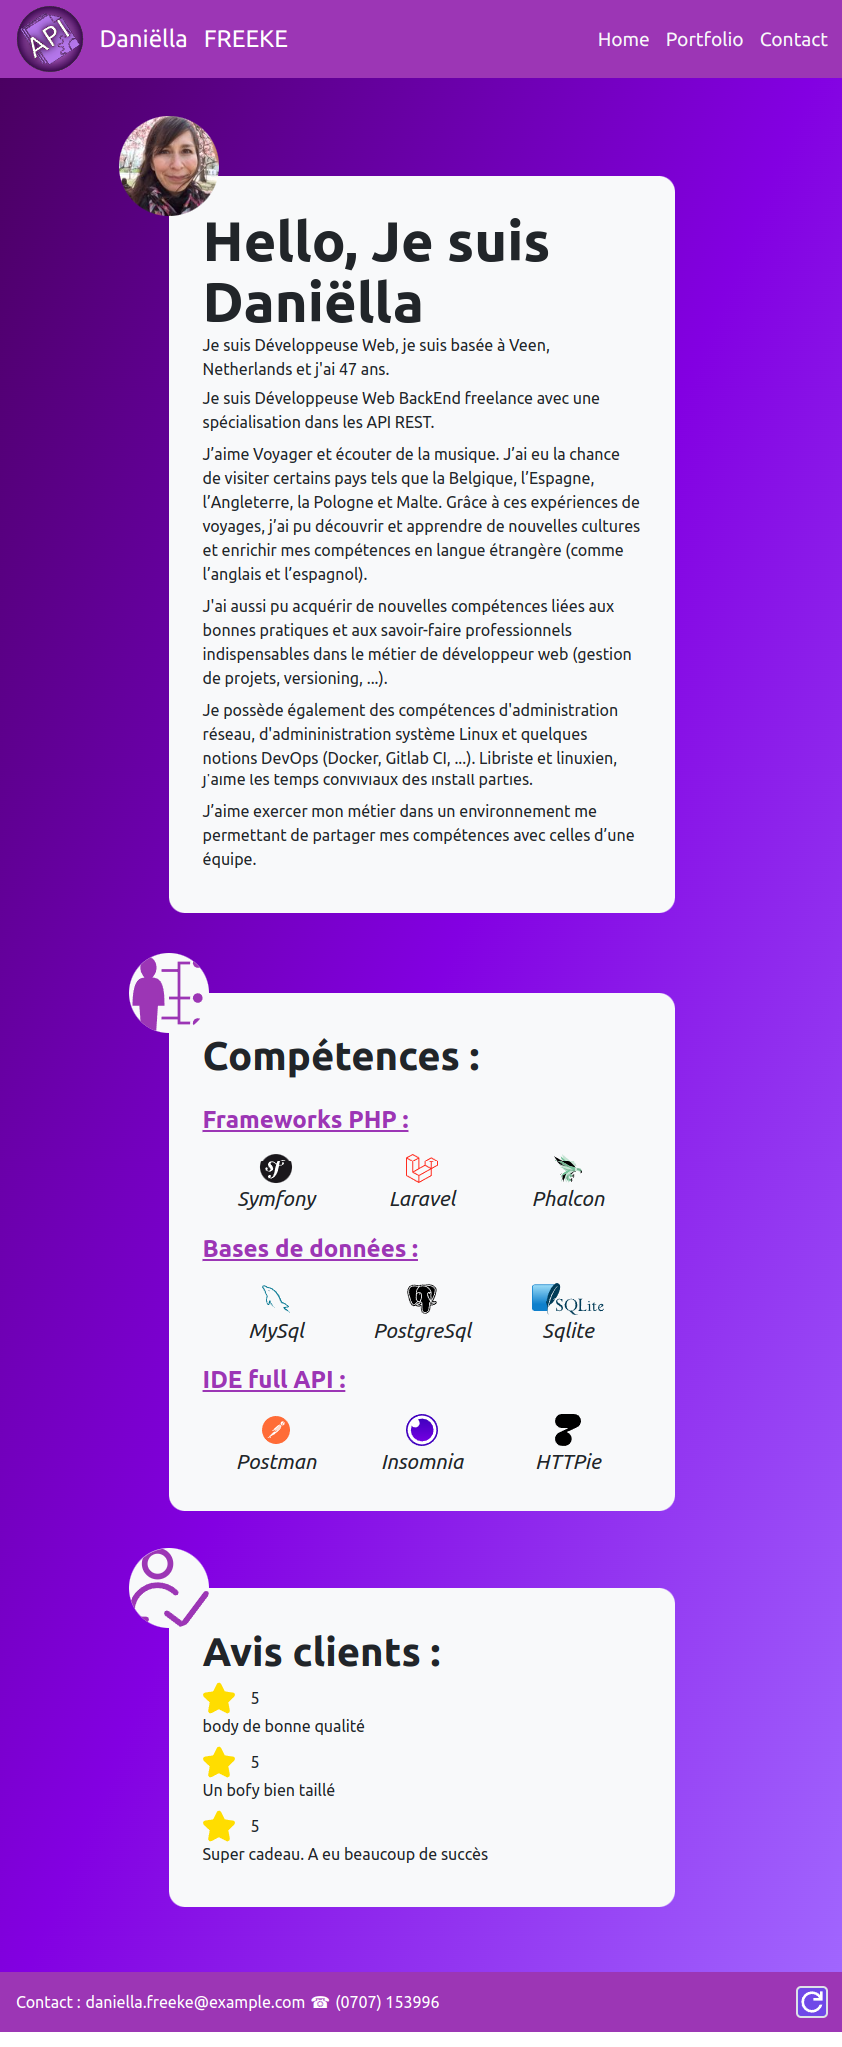 API
Daniëlla FREEKE
Home Portfolio Contact
Hello, Je suis
Daniëlla
Je suis Développeuse Web, je suis basée à Veen,
Netherlands et j'ai 47 ans.
Je suis Développeuse Web BackEnd freelance avec une
spécialisation dans les API REST.
J’aime Voyager et écouter de la musique. J’ai eu la chance
de visiter certains pays tels que la Belgique, l’Espagne,
l’Angleterre, la Pologne et Malte. Grâce à ces expériences de
voyages, j’ai pu découvrir et apprendre de nouvelles cultures
et enrichir mes compétences en langue étrangère (comme
l’anglais et l’espagnol).
J'ai aussi pu acquérir de nouvelles compétences liées aux
bonnes pratiques et aux savoir-faire professionnels
indispensables dans le métier de développeur web (gestion
de projets, versioning, ...).
Je possède également des compétences d'administration
réseau, d'admininistration système Linux et quelques
notions DevOps (Docker, Gitlab CI, ...). Libriste et linuxien,
j'aime les temps conviviaux des install parties.
J’aime exercer mon métier dans un environnement me
permettant de partager mes compétences avec celles d’une
équipe.
Compétences :
Frameworks PHP :
sf
Symfony Laravel Phalcon
Bases de données :
SQLite
MySql PostgreSql Sqlite
IDE full API :
Postman Insomnia HTTPie
Avis clients :
5
body de bonne qualité
5
Un bofy bien taillé
5
Super cadeau. A eu beaucoup de succès
Contact : daniella.freeke@example.com ☎ (0707) 153996